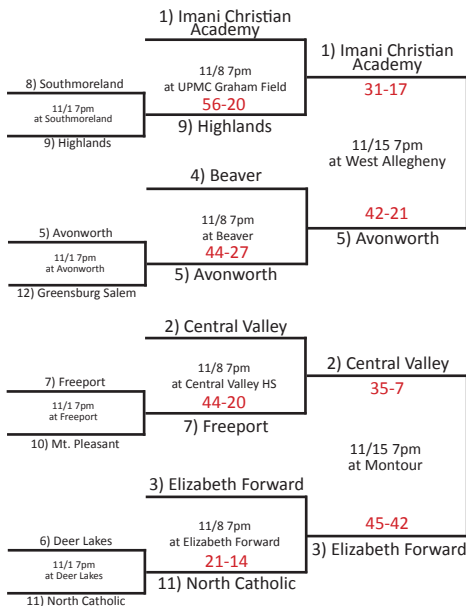 1) Imani Christian
Academy
11/8 7pm
at UPMC Graham Field
56-20
8) Southmoreland
11/1 7pm
at Southmoreland
9) Highlands
9) Highlands
1) Imani Christian
Academy
31-17
11/15 7pm
at West Allegheny
42-21
5) Avonworth
4) Beaver
11/8 7pm
at Beaver
44-27
5) Avonworth
5) Avonworth
11/1 7pm
at Avonworth
12) Greensburg Salem
2) Central Valley
11/8 7pm
at Central Valley HS
44-20
7) Freeport
7) Freeport
11/1 7pm
at Freeport
10) Mt. Pleasant
2) Central Valley
35-7
11/15 7pm
at Montour
45-42
3) Elizabeth Forward
3) Elizabeth Forward
11/8 7pm
at Elizabeth Forward
21-14
11) North Catholic
6) Deer Lakes
11/1 7pm
at Deer Lakes
11) North Catholic